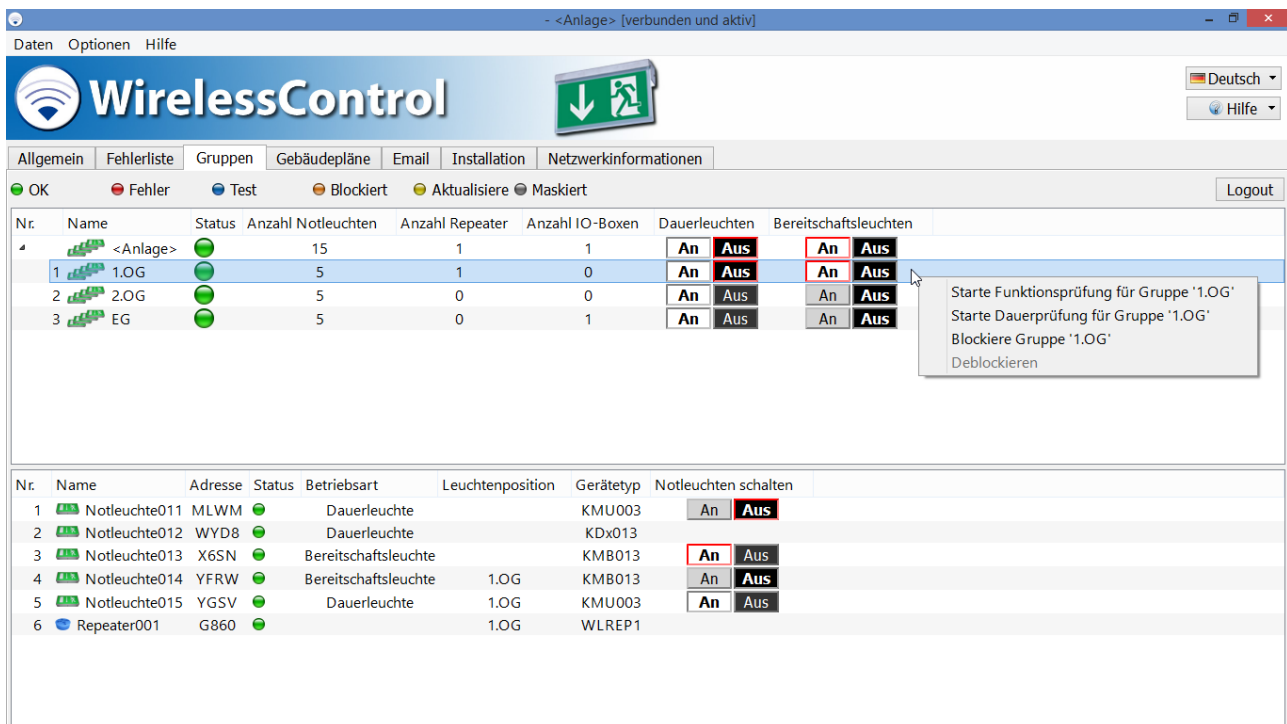 - <Anlage> [verbunden und aktiv]
Daten Optionen Hilfe
WirelessControl
Deutsch
Hilfe
Allgemein Fehlerliste Gruppen Gebäudepläne Email Installation Netzwerkinformationen
OK Fehler Test Blockiert Aktualisiere Maskiert Logout
Nr. Name Status Anzahl Notleuchten Anzahl Repeater Anzahl IO-Boxen Dauerleuchten Bereitschaftsleuchten
<Anlage> 15 1 1 An Aus An Aus
1 1.OG 5 1 0 An Aus An Aus
2 2.OG 5 0 0 An Aus An Aus
3 EG 5 0 1 An Aus An Aus
Starte Funktionsprüfung für Gruppe '1.OG'
Starte Dauerprüfung für Gruppe '1.OG'
Blockiere Gruppe '1.OG'
Deblockieren
Nr. Name Adresse Status Betriebsart Leuchtenposition Gerätetyp Notleuchten schalten
1 Notleuchte011 MLWM Dauerleuchte KMU003 An Aus
2 Notleuchte012 WYD8 Dauerleuchte KDx013
3 Notleuchte013 X6SN Bereitschaftsleuchte KMB013 An Aus
4 Notleuchte014 YFRW Bereitschaftsleuchte 1.OG KMB013 An Aus
5 Notleuchte015 YGSV Dauerleuchte 1.OG KMU003 An Aus
6 Repeater001 G860 1.OG WLREP1